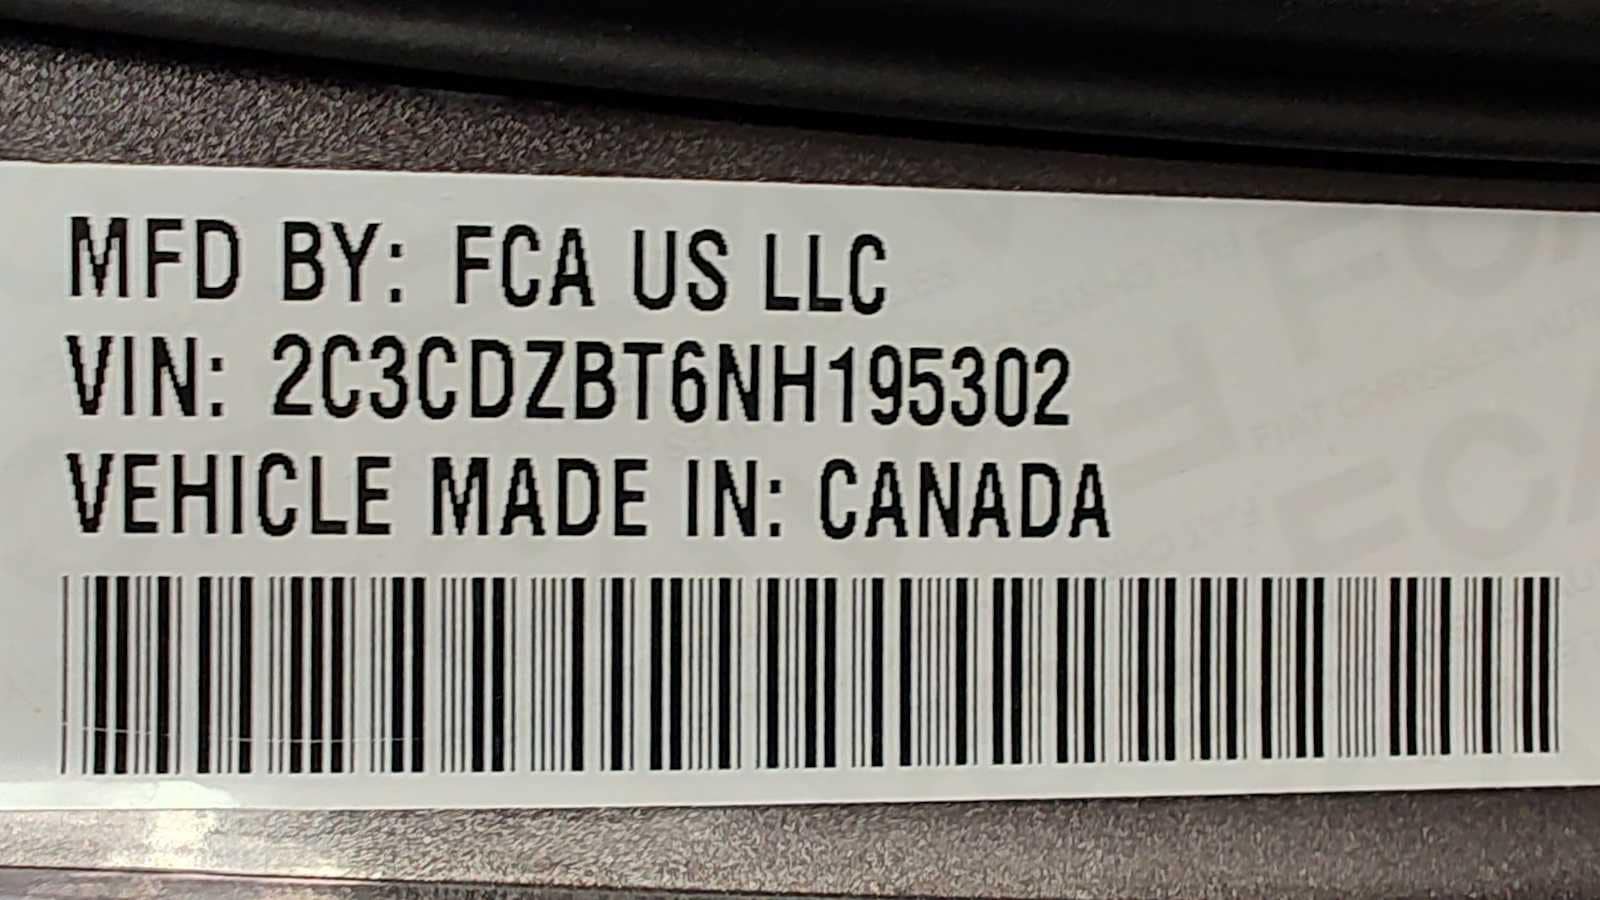 MFD BY: FCA US LLC
VIN: 2C3CDZBT6NH195302
VEHICLE MADE IN: CANADA